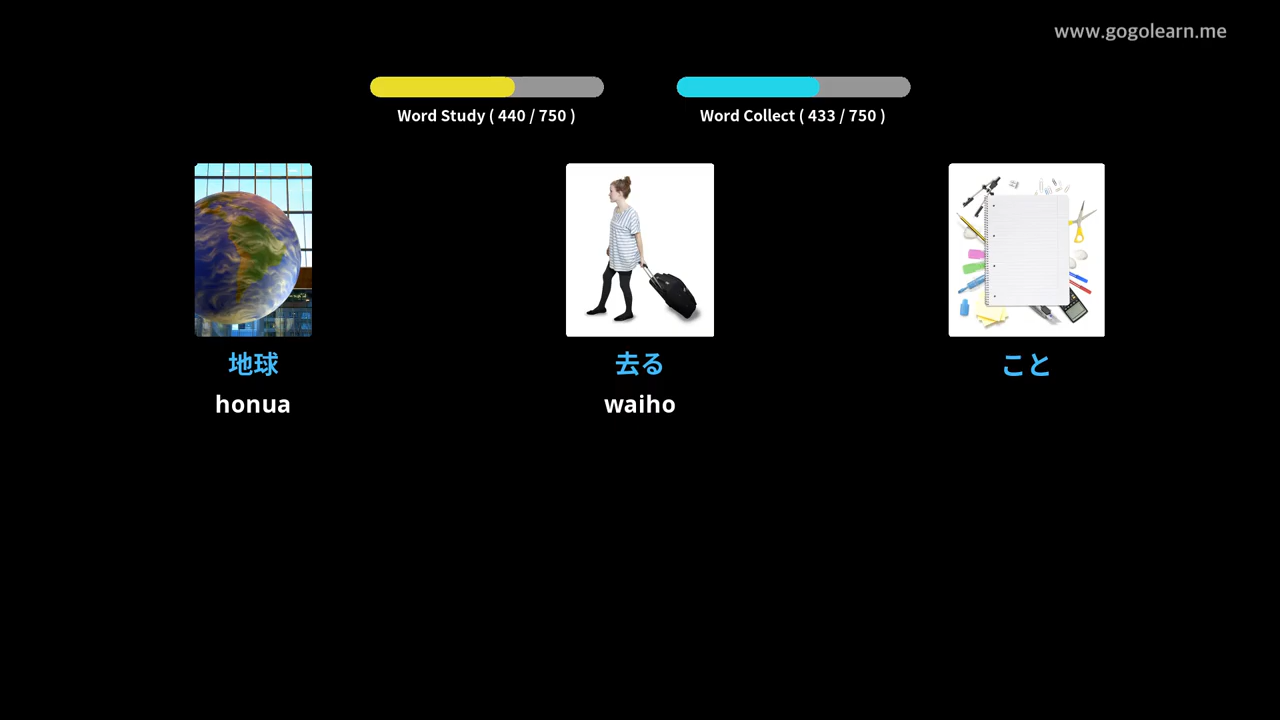 www.gogolearn.me
Word Study ( 440 / 750 )
Word Collect ( 433 / 750 )
地球
honua
去る
waiho
こと